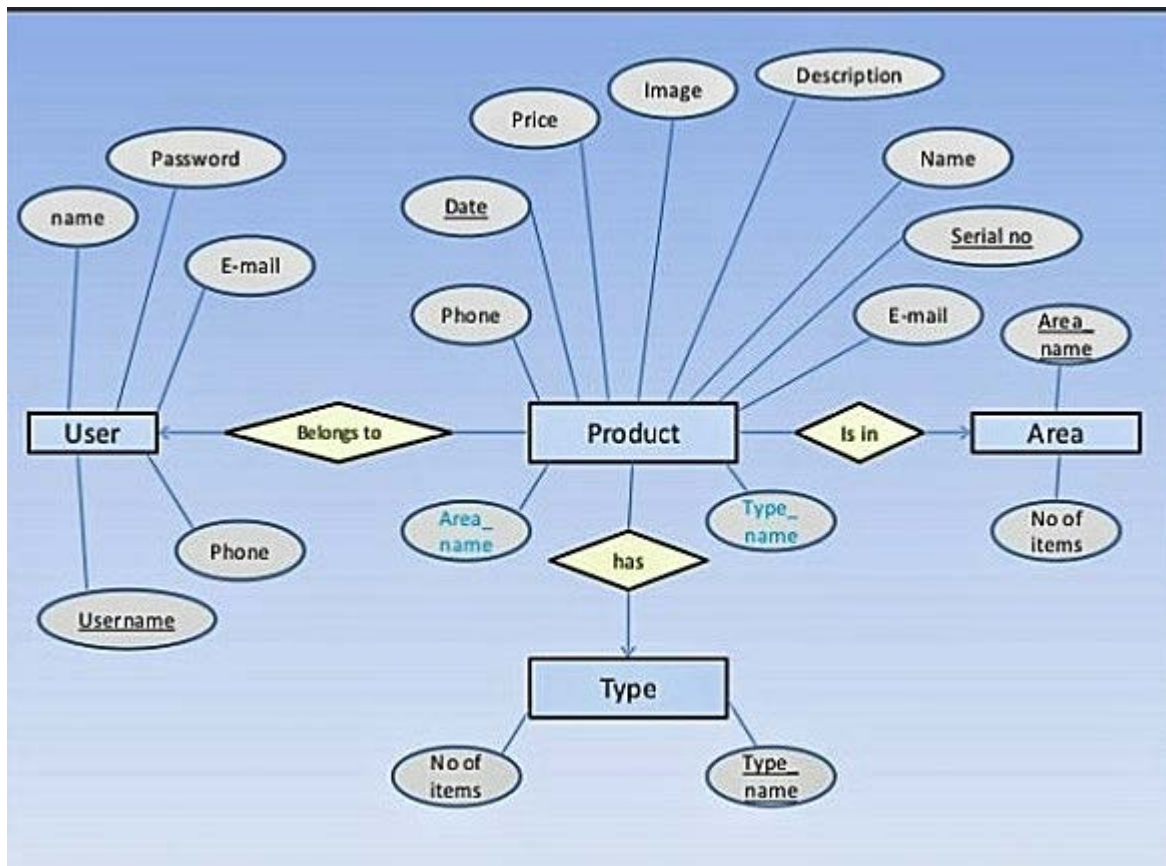 Description
Image
Price
Password
Name
Date
name
Serial no
E-mail
Phone
E-mail
Area_
name
User
Belongs to
Product
Is in
Area
Area_
name
Type_
name
No of
items
Phone
has
Username
Type
No of
items
Type_
name